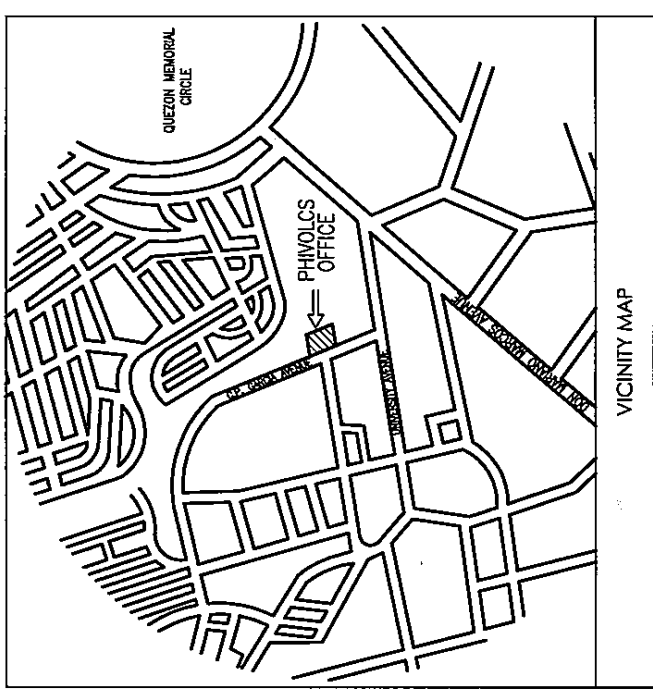 QUEZON MEMORIAL
CIRCLE
PHIVOLCS
OFFICE
C.P. GARCIA AVENUE
UNIVERSITY AVENUE
DON MARIANO MARCOS AVENUE
VICINITY MAP